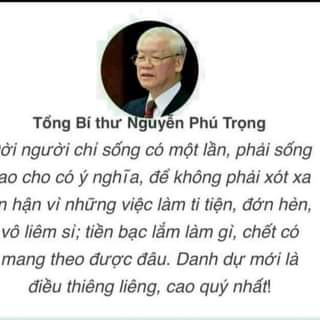 Tổng Bí thư Nguyễn Phú Trọng
ời người chỉ sống có một lần, phải sống
ao cho có ý nghĩa, để không phải xót xa
n hận vì những việc làm ti tiện, đớn hèn,
vô liêm sỉ; tiền bạc lắm làm gì, chết có
mang theo được đâu. Danh dự mới là
điều thiêng liêng, cao quý nhất!